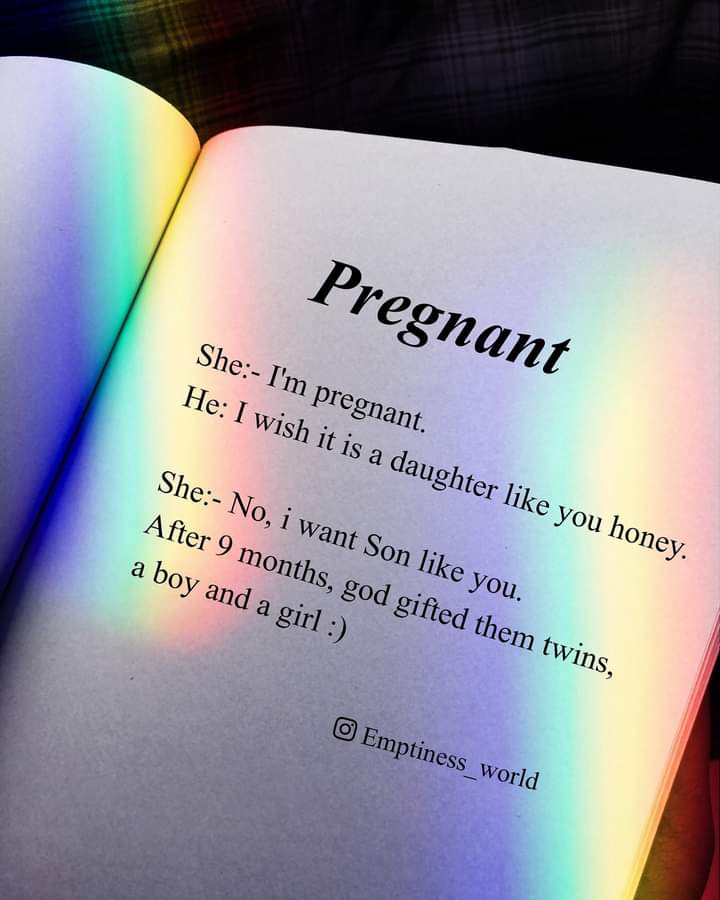 Pregnant
She:- I'm pregnant.
He: I wish it is a daughter like you honey.
She:- No, i want Son like you.
After 9 months, god gifted them twins,
a boy and a girl :)
Emptiness_world